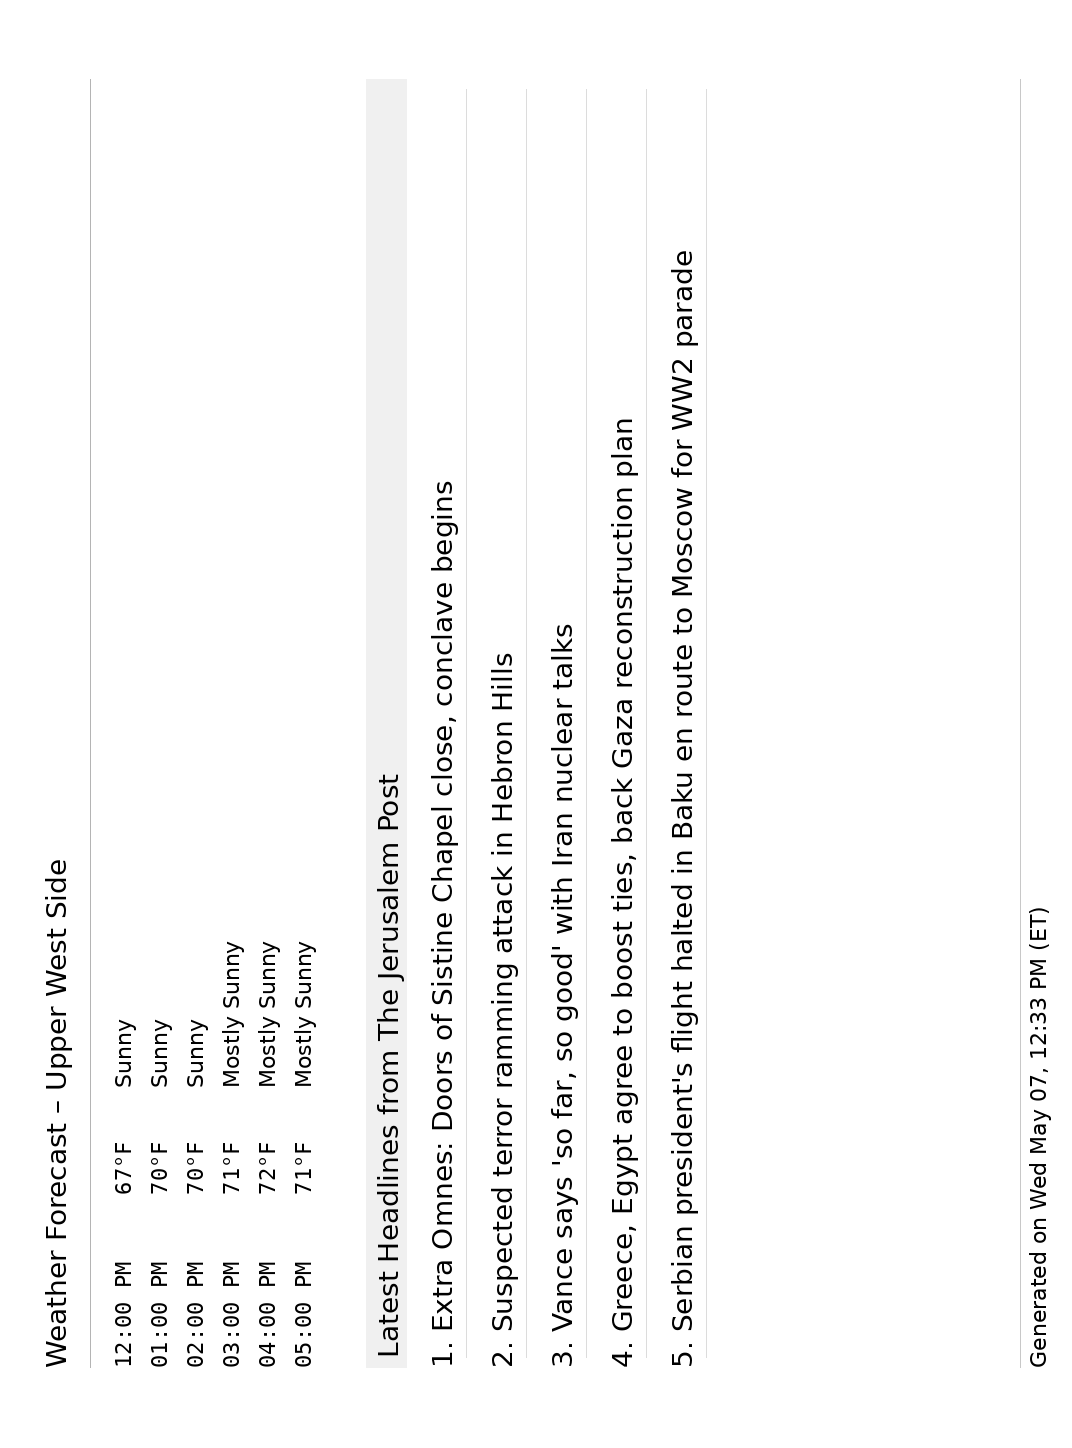 Weather Forecast – Upper West Side
12:00 PM 67°F Sunny
01:00 PM 70°F Sunny
02:00 PM 70°F Sunny
03:00 PM 71°F Mostly Sunny
04:00 PM 72°F Mostly Sunny
05:00 PM 71°F Mostly Sunny
Latest Headlines from The Jerusalem Post
1. Extra Omnes: Doors of Sistine Chapel close, conclave begins
2. Suspected terror ramming attack in Hebron Hills
3. Vance says 'so far, so good' with Iran nuclear talks
4. Greece, Egypt agree to boost ties, back Gaza reconstruction plan
5. Serbian president's flight halted in Baku en route to Moscow for WW2 parade
Generated on Wed May 07, 12:33 PM (ET)